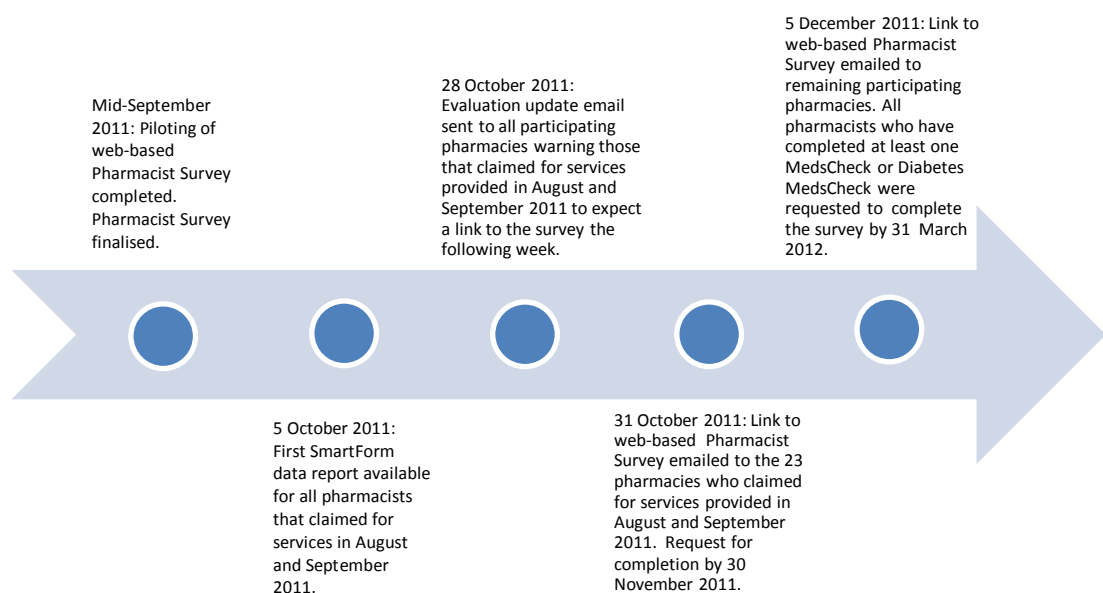 Mid-September
2011: Piloting of
web-based
Pharmacist Survey
completed.
Pharmacist Survey
finalised.
5 October 2011:
First SmartForm
data report available
for all pharmacists
that claimed for
services in August
and September
2011.
28 October 2011:
Evaluation update email
sent to all participating
pharmacies warning those
that claimed for services
provided in August and
September 2011 to expect
a link to the survey the
following week.
31 October 2011: Link to
web-based Pharmacist
Survey emailed to the 23
pharmacies who claimed
for services provided in
August and September
2011. Request for
completion by 30
November 2011.
5 December 2011: Link to
web-based Pharmacist
Survey emailed to
remaining participating
pharmacies. All
pharmacists who have
completed at least one
MedsCheck or Diabetes
MedsCheck were
requested to complete
the survey by 31 March
2012.